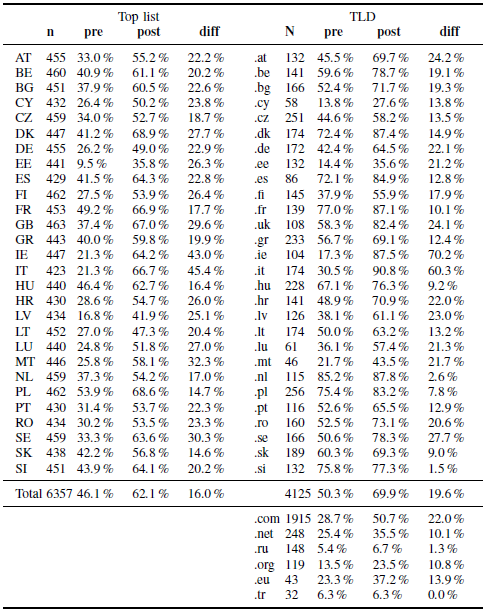 Top list TLD
n pre post diff N pre post diff
AT 455 33.0 % 55.2 % 22.2 % .at 132 45.5 % 69.7 % 24.2 %
BE 460 40.9 % 61.1 % 20.2 % .be 141 59.6 % 78.7 % 19.1 %
BG 451 37.9 % 60.5 % 22.6 % .bg 166 52.4 % 71.7 % 19.3 %
CY 432 26.4 % 50.2 % 23.8 % .cy 58 13.8 % 27.6 % 13.8 %
CZ 459 34.0 % 52.7 % 18.7 % .cz 251 44.6 % 58.2 % 13.5 %
DK 447 41.2 % 68.9 % 27.7 % .dk 174 72.4 % 87.4 % 14.9 %
DE 455 26.2 % 49.0 % 22.9 % .de 172 42.4 % 64.5 % 22.1 %
EE 441 9.5 % 35.8 % 26.3 % .ee 132 14.4 % 35.6 % 21.2 %
ES 429 41.5 % 64.3 % 22.8 % .es 86 72.1 % 84.9 % 12.8 %
FI 462 27.5 % 53.9 % 26.4 % .fi 145 37.9 % 55.9 % 17.9 %
FR 453 49.2 % 66.9 % 17.7 % .fr 139 77.0 % 87.1 % 10.1 %
GB 463 37.4 % 67.0 % 29.6 % .uk 108 58.3 % 82.4 % 24.1 %
GR 443 40.0 % 59.8 % 19.9 % .gr 233 56.7 % 69.1 % 12.4 %
IE 447 21.3 % 64.2 % 43.0 % .ie 104 17.3 % 87.5 % 70.2 %
IT 423 21.3 % 66.7 % 45.4 % .it 174 30.5 % 90.8 % 60.3 %
HU 440 46.4 % 62.7 % 16.4 % .hu 228 67.1 % 76.3 % 9.2 %
HR 430 28.6 % 54.7 % 26.0 % .hr 141 48.9 % 70.9 % 22.0 %
LV 434 16.8 % 41.9 % 25.1 % .lv 126 38.1 % 61.1 % 23.0 %
LT 452 27.0 % 47.3 % 20.4 % .lt 174 50.0 % 63.2 % 13.2 %
LU 440 24.8 % 51.8 % 27.0 % .lu 61 36.1 % 57.4 % 21.3 %
MT 446 25.8 % 58.1 % 32.3 % .mt 46 21.7 % 43.5 % 21.7 %
NL 459 37.3 % 54.2 % 17.0 % .nl 115 85.2 % 87.8 % 2.6 %
PL 462 53.9 % 68.6 % 14.7 % .pl 256 75.4 % 83.2 % 7.8 %
PT 430 31.4 % 53.7 % 22.3 % .pt 116 52.6 % 65.5 % 12.9 %
RO 434 30.2 % 53.5 % 23.3 % .ro 160 52.5 % 73.1 % 20.6 %
SE 459 33.3 % 63.6 % 30.3 % .se 166 50.6 % 78.3 % 27.7 %
SK 438 42.2 % 56.8 % 14.6 % .sk 189 60.3 % 69.3 % 9.0 %
SI 451 43.9 % 64.1 % 20.2 % .si 132 75.8 % 77.3 % 1.5 %
Total 6357 46.1 % 62.1 % 16.0 % 4125 50.3 % 69.9 % 19.6 %
.com 1915 28.7 % 50.7 % 22.0 %
.net 248 25.4 % 35.5 % 10.1 %
.ru 148 5.4 % 6.7 % 1.3 %
.org 119 13.5 % 23.5 % 10.8 %
.eu 43 23.3 % 37.2 % 13.9 %
.tr 32 6.3 % 6.3 % 0.0 %